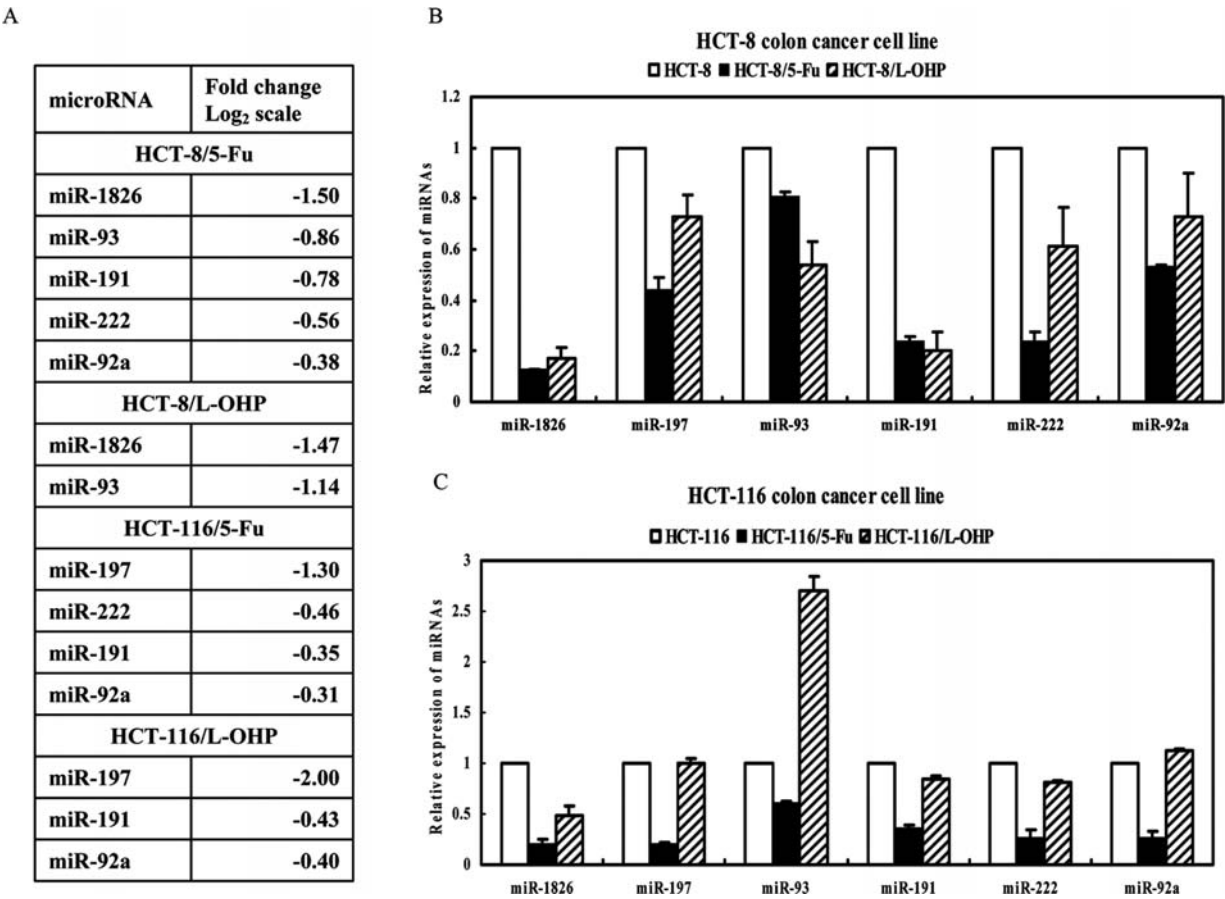 A
microRNA Fold change
Log2 scale
HCT-8/5-Fu
miR-1826 -1.50
miR-93 -0.86
miR-191 -0.78
miR-222 -0.56
miR-92a -0.38
HCT-8/L-OHP
miR-1826 -1.47
miR-93 -1.14
HCT-116/5-Fu
miR-197 -1.30
miR-222 -0.46
miR-191 -0.35
miR-92a -0.31
HCT-116/L-OHP
miR-197 -2.00
miR-191 -0.43
miR-92a -0.40
B
HCT-8 colon cancer cell line
HCT-8 HCT-8/5-Fu HCT-8/L-OHP
Relative expression of miRNAs
1.2
1
0.8
0.6
0.4
0.2
0
miR-1826 miR-197 miR-93 miR-191 miR-222 miR-92a
C
HCT-116 colon cancer cell line
HCT-116 HCT-116/5-Fu HCT-116/L-OHP
Relative expression of miRNAs
3
2.5
2
1.5
1
0.5
0
miR-1826 miR-197 miR-93 miR-191 miR-222 miR-92a